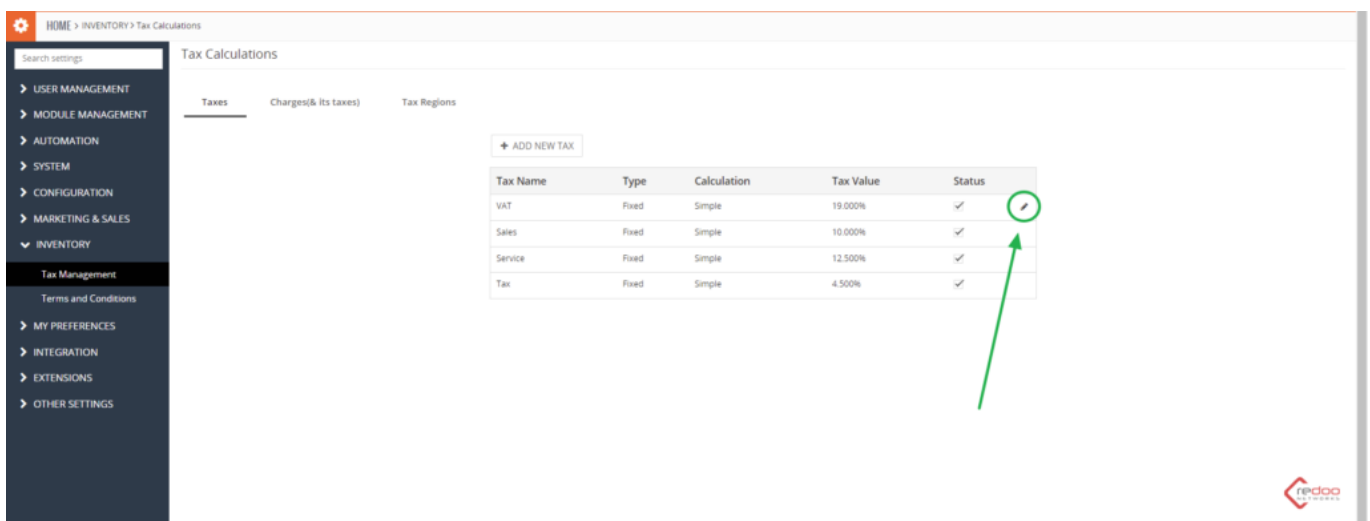 HOME > INVENTORY > Tax Calculations
Search settings
USER MANAGEMENT
MODULE MANAGEMENT
AUTOMATION
SYSTEM
CONFIGURATION
MARKETING & SALES
INVENTORY
Tax Management
Terms and Conditions
MY PREFERENCES
INTEGRATION
EXTENSIONS
OTHER SETTINGS
Tax Calculations
Taxes Charges(& its taxes) Tax Regions
+ ADD NEW TAX
Tax Name Type Calculation Tax Value Status
VAT Fixed Simple 19.000%
Sales Fixed Simple 10.000%
Service Fixed Simple 12.500%
Tax Fixed Simple 4.500%
redoo
NETWORKS